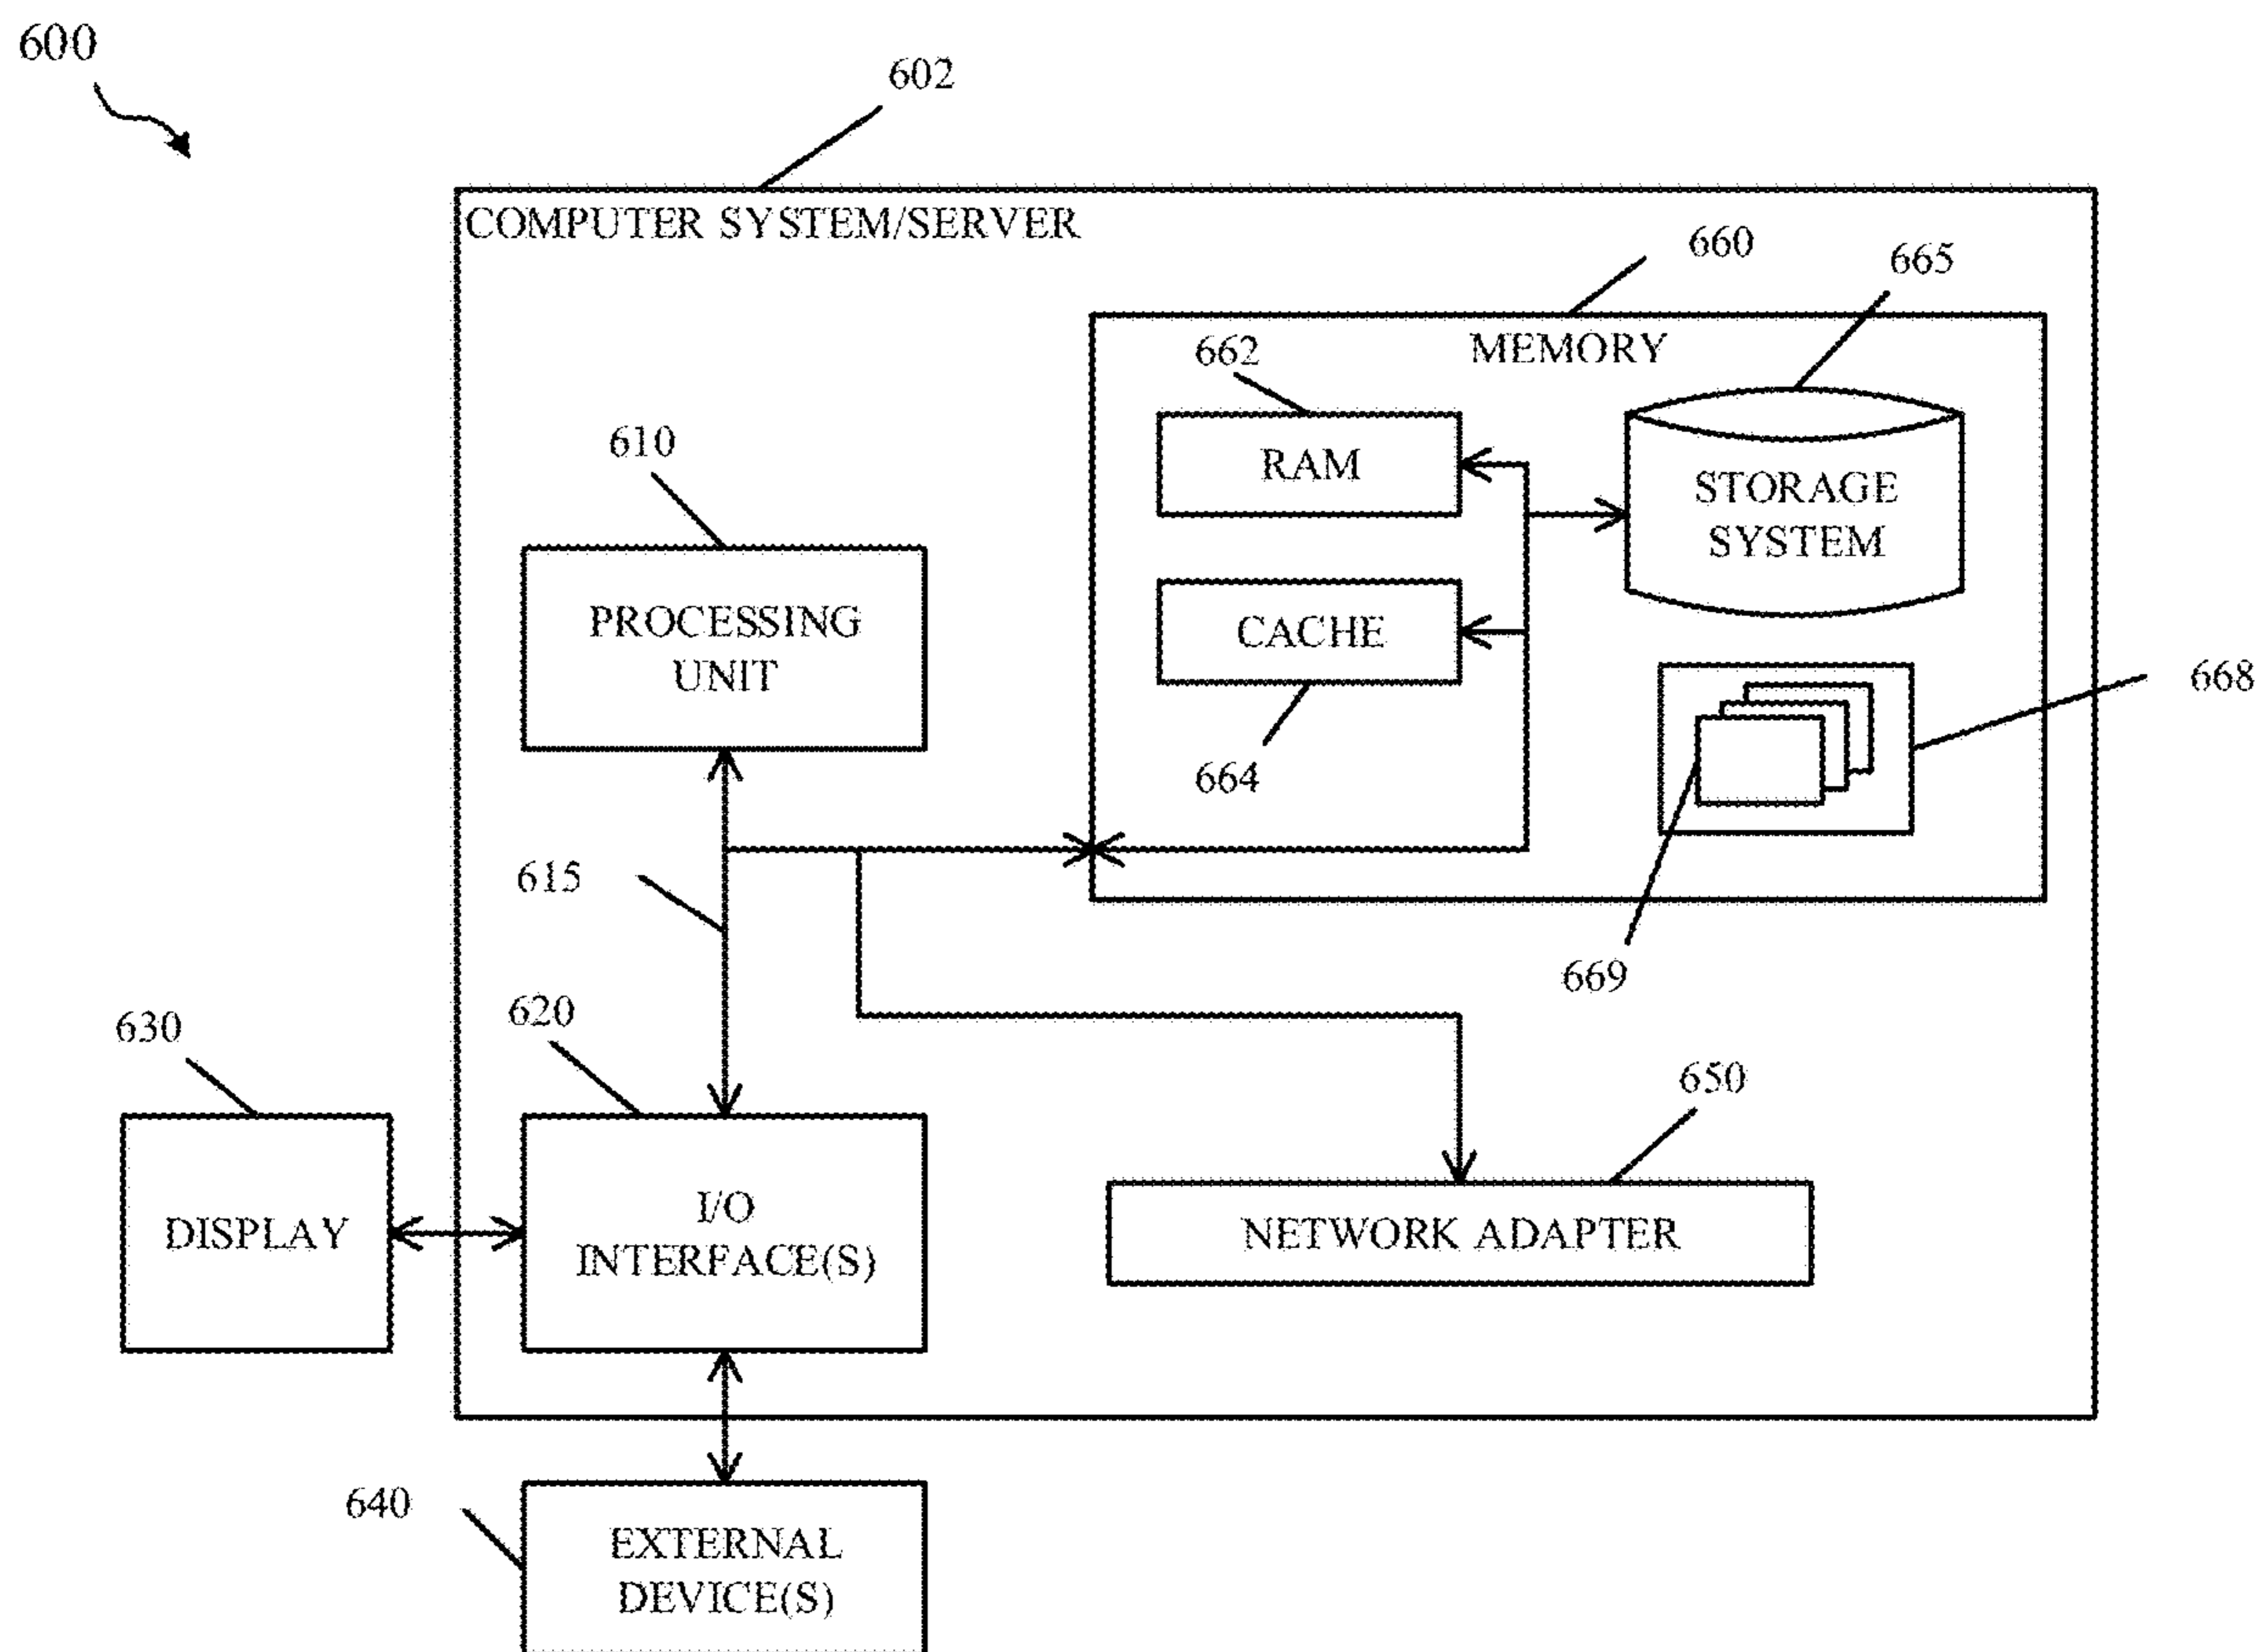 600
602
COMPUTER SYSTEM/SERVER
660
665
MEMORY
662
RAM
STORAGE
SYSTEM
610
PROCESSING
UNIT
CACHE
664
668
669
615
620
630
650
DISPLAY
I/O
INTERFACE(S)
NETWORK ADAPTER
640
EXTERNAL
DEVICE(S)